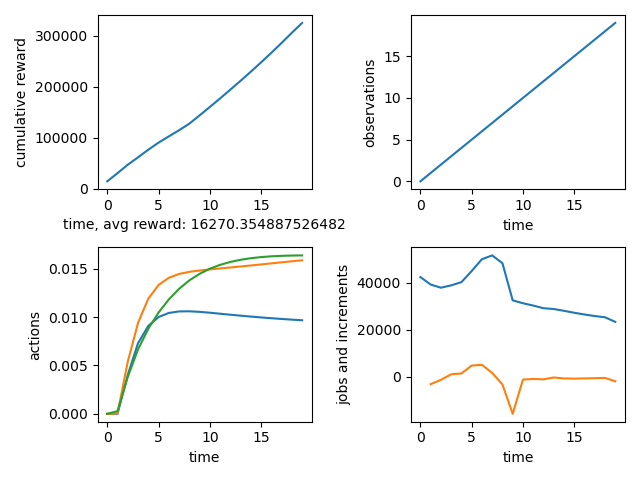 cumulative reward
300000
200000
100000
0
0 5 10 15
time, avg reward: 16270.354887526482
observations
15
10
5
0
0 5 10 15
time
actions
0.015
0.010
0.005
0.000
0 5 10 15
time
jobs and increments
40000
20000
0
0 5 10 15
time